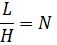 L/H = N